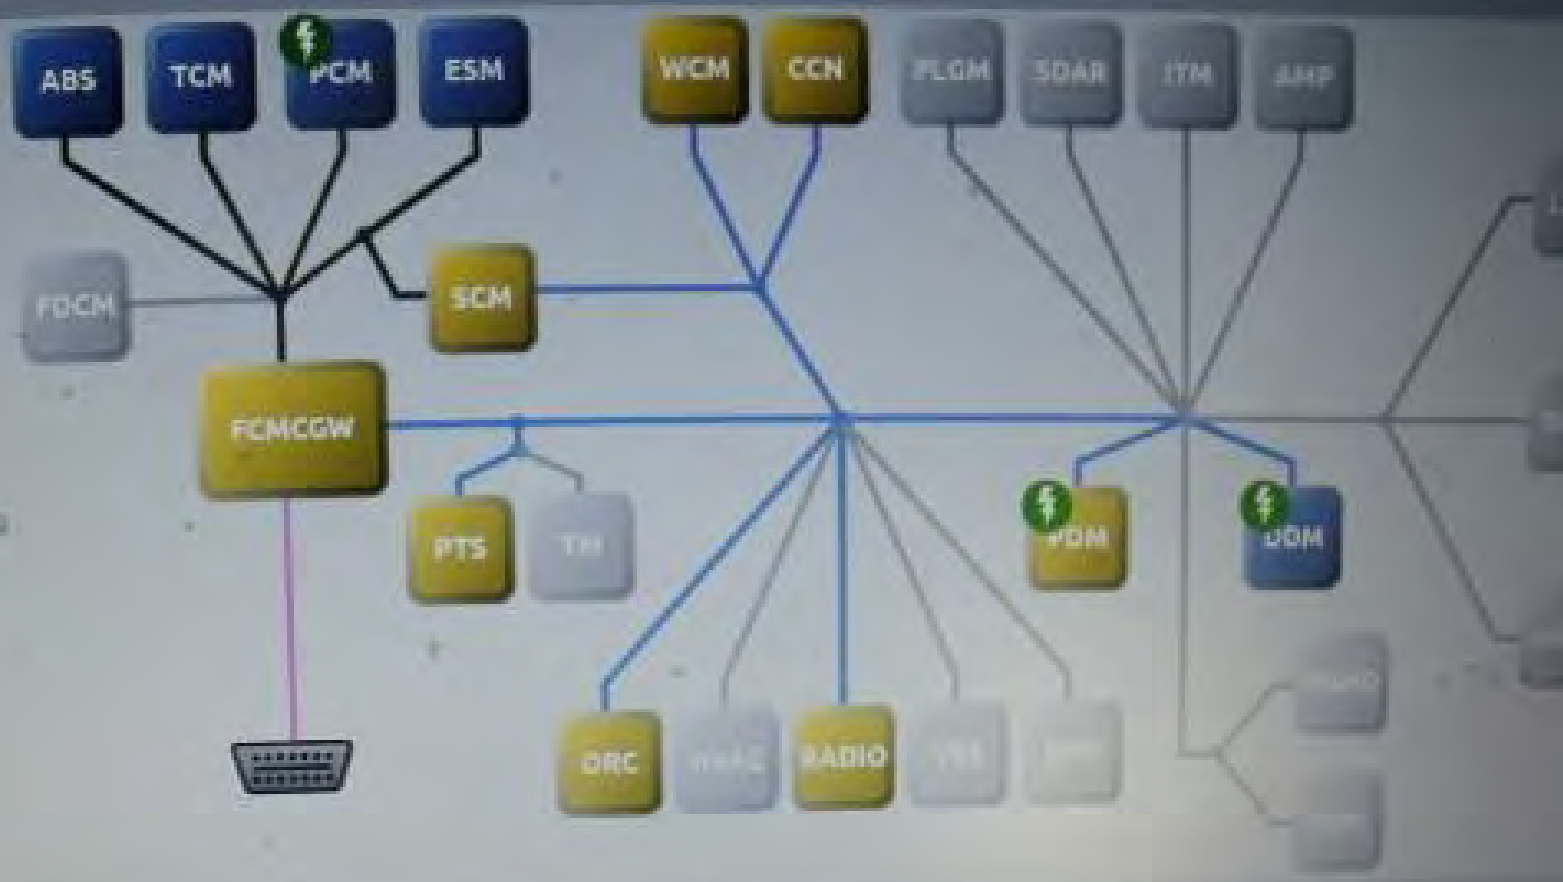 ABS
TCM
PCM
ESM
WCM
CCN
PLGM
SDAR
ITM
AMP
FDCM
SCM
FCMCGW
PTS
PDM
DDM
ORC
RADIO